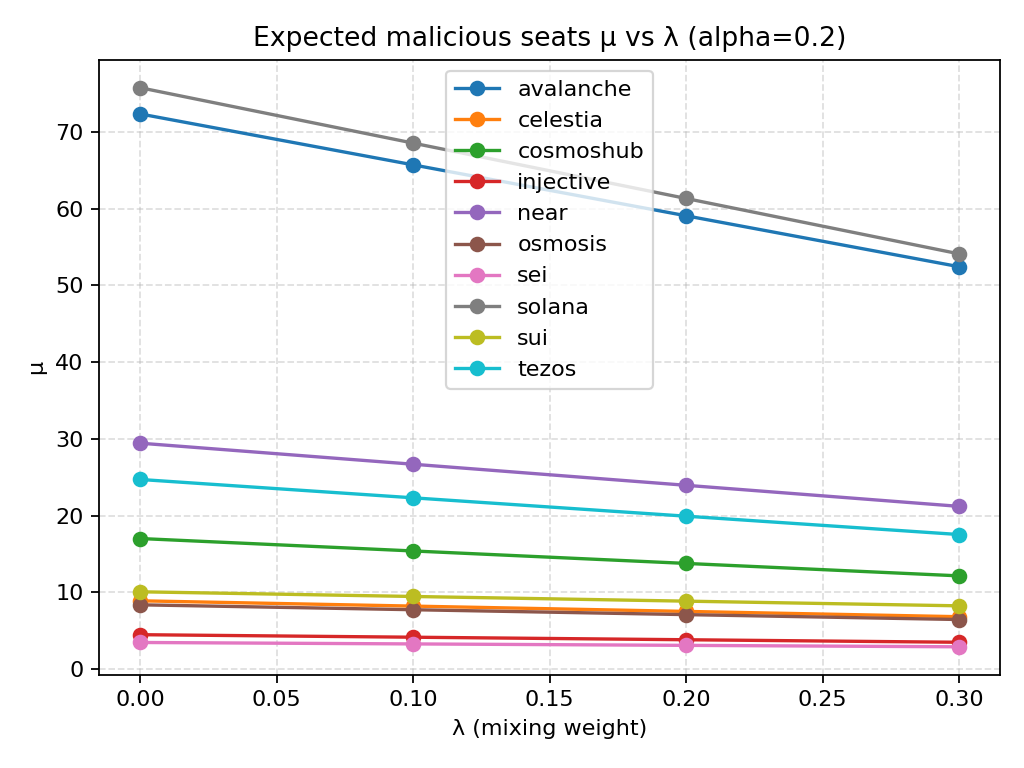 Expected malicious seats μ vs λ (alpha=0.2)
avalanche
celestia
cosmoshub
injective
near
osmosis
sei
solana
sui
tezos
μ
70
60
50
40
30
20
10
0
0.00 0.05 0.10 0.15 0.20 0.25 0.30
λ (mixing weight)